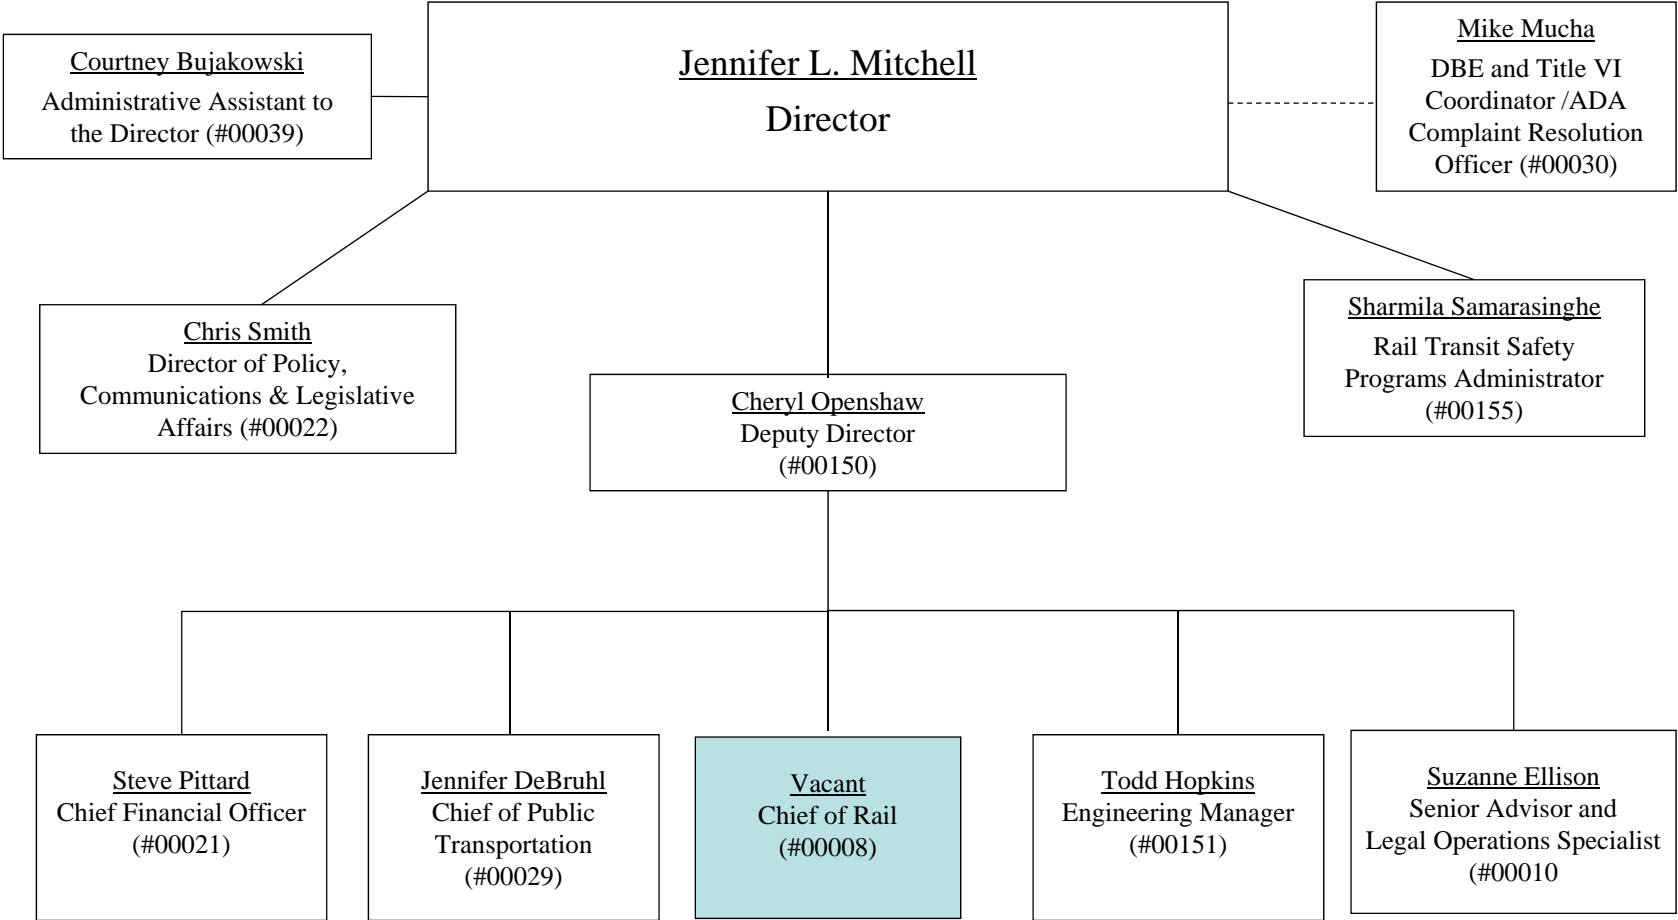 Courtney Bujakowski
Administrative Assistant to
the Director (#00039)
Jennifer L. Mitchell
Director
Mike Mucha
DBE and Title VI
Coordinator /ADA
Complaint Resolution
Officer (#00030)
Chris Smith
Director of Policy,
Communications & Legislative
Affairs (#00022)
Cheryl Openshaw
Deputy Director
(#00150)
Sharmila Samarasinghe
Rail Transit Safety
Programs Administrator
(#00155)
Steve Pittard
Chief Financial Officer
(#00021)
Jennifer DeBruhl
Chief of Public
Transportation
(#00029)
Vacant
Chief of Rail
(#00008)
Todd Hopkins
Engineering Manager
(#00151)
Suzanne Ellison
Senior Advisor and
Legal Operations Specialist
(#00010